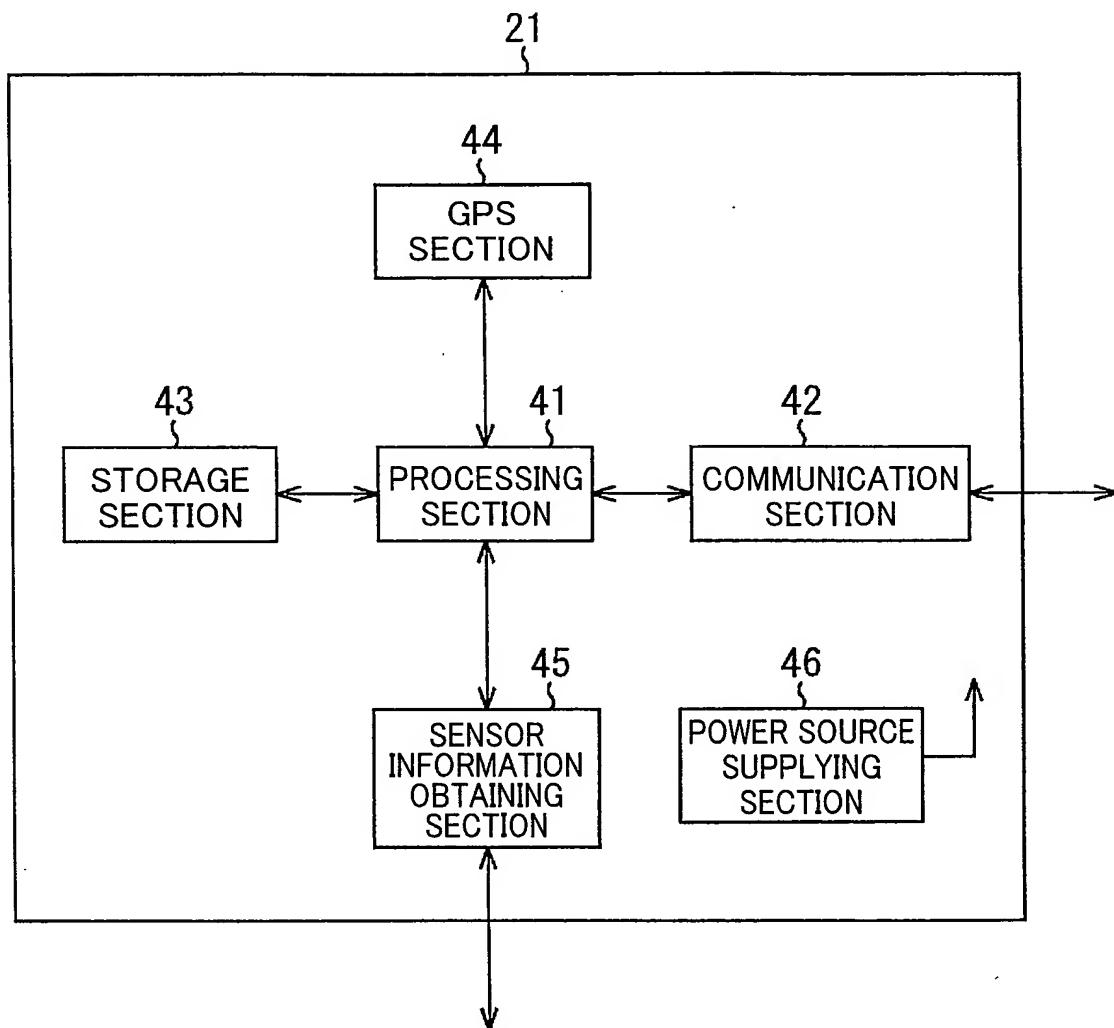 21
44
GPS
SECTION
43
STORAGE
SECTION
41
PROCESSING
SECTION
42
COMMUNICATION
SECTION
45
SENSOR
INFORMATION
OBTAINING
SECTION
46
POWER SOURCE
SUPPLYING
SECTION